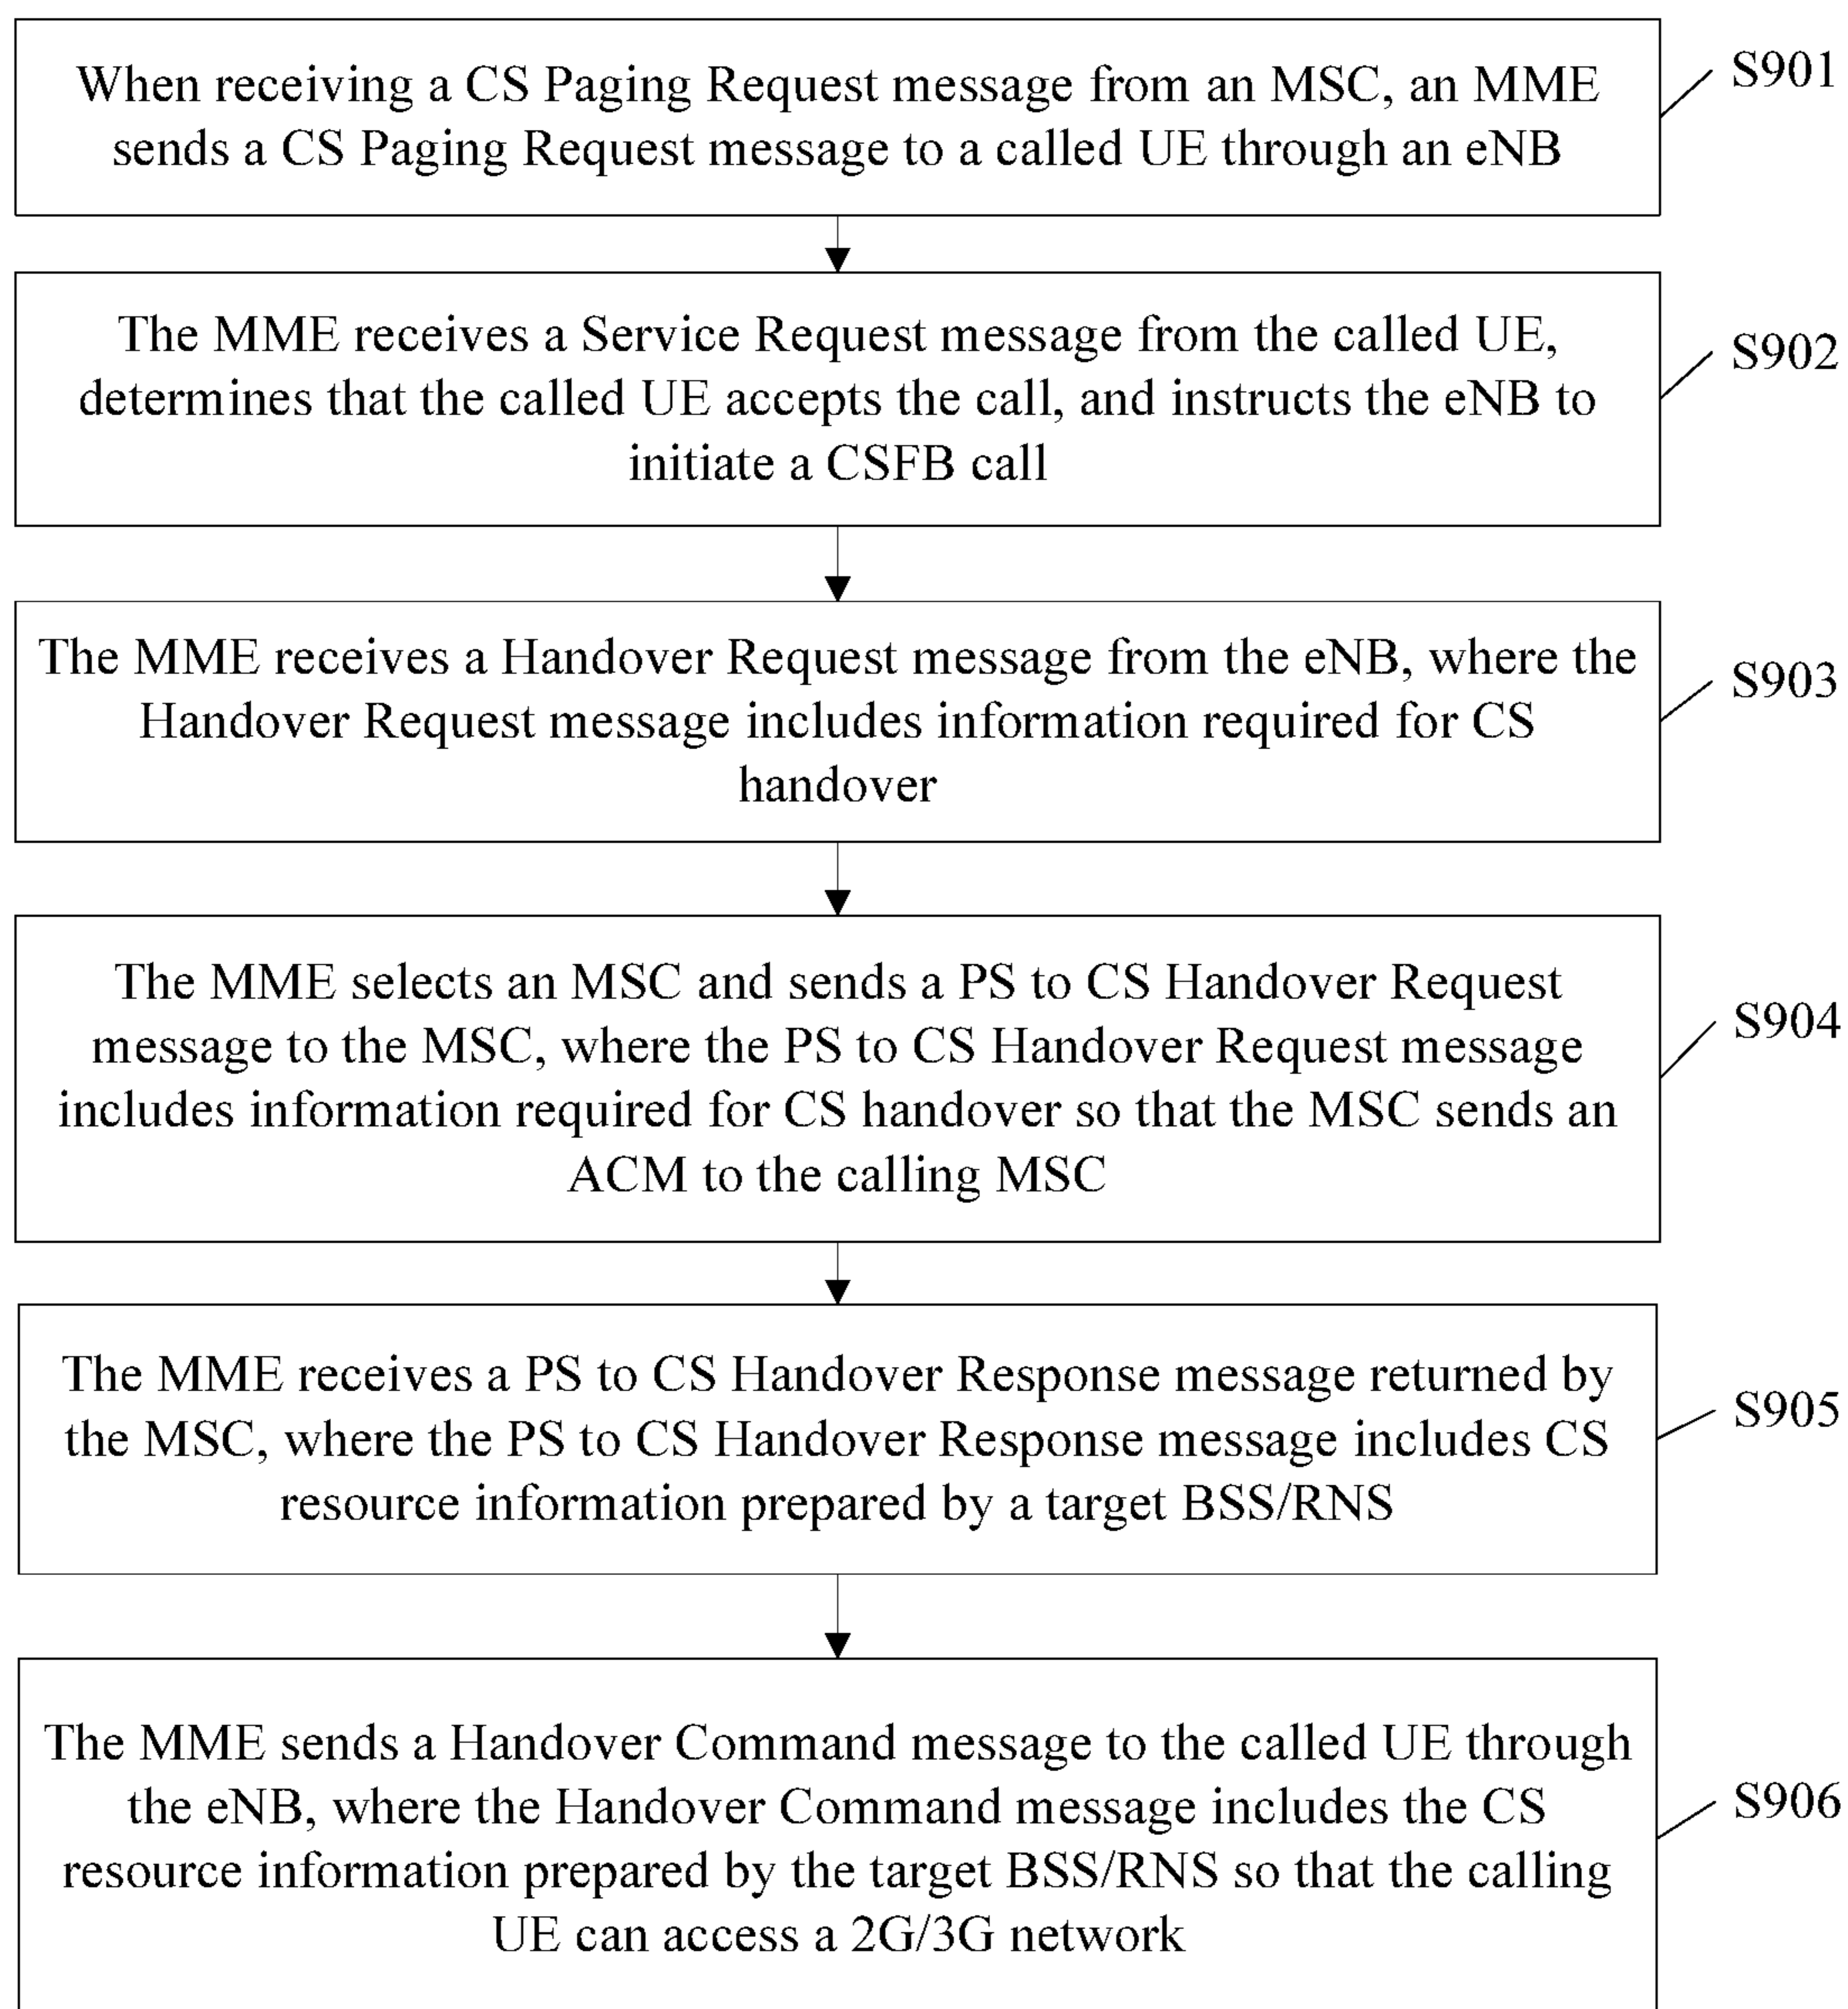 When receiving a CS Paging Request message from an MSC, an MME
sends a CS Paging Request message to a called UE through an eNB
S901
The MME receives a Service Request message from the called UE,
determines that the called UE accepts the call, and instructs the eNB to
initiate a CSFB call
S902
The MME receives a Handover Request message from the eNB, where the
Handover Request message includes information required for CS
handover
S903
The MME selects an MSC and sends a PS to CS Handover Request
message to the MSC, where the PS to CS Handover Request message
includes information required for CS handover so that the MSC sends an
ACM to the calling MSC
S904
The MME receives a PS to CS Handover Response message returned by
the MSC, where the PS to CS Handover Response message includes CS
resource information prepared by a target BSS/RNS
S905
The MME sends a Handover Command message to the called UE through
the eNB, where the Handover Command message includes the CS
resource information prepared by the target BSS/RNS so that the calling
UE can access a 2G/3G network
S906